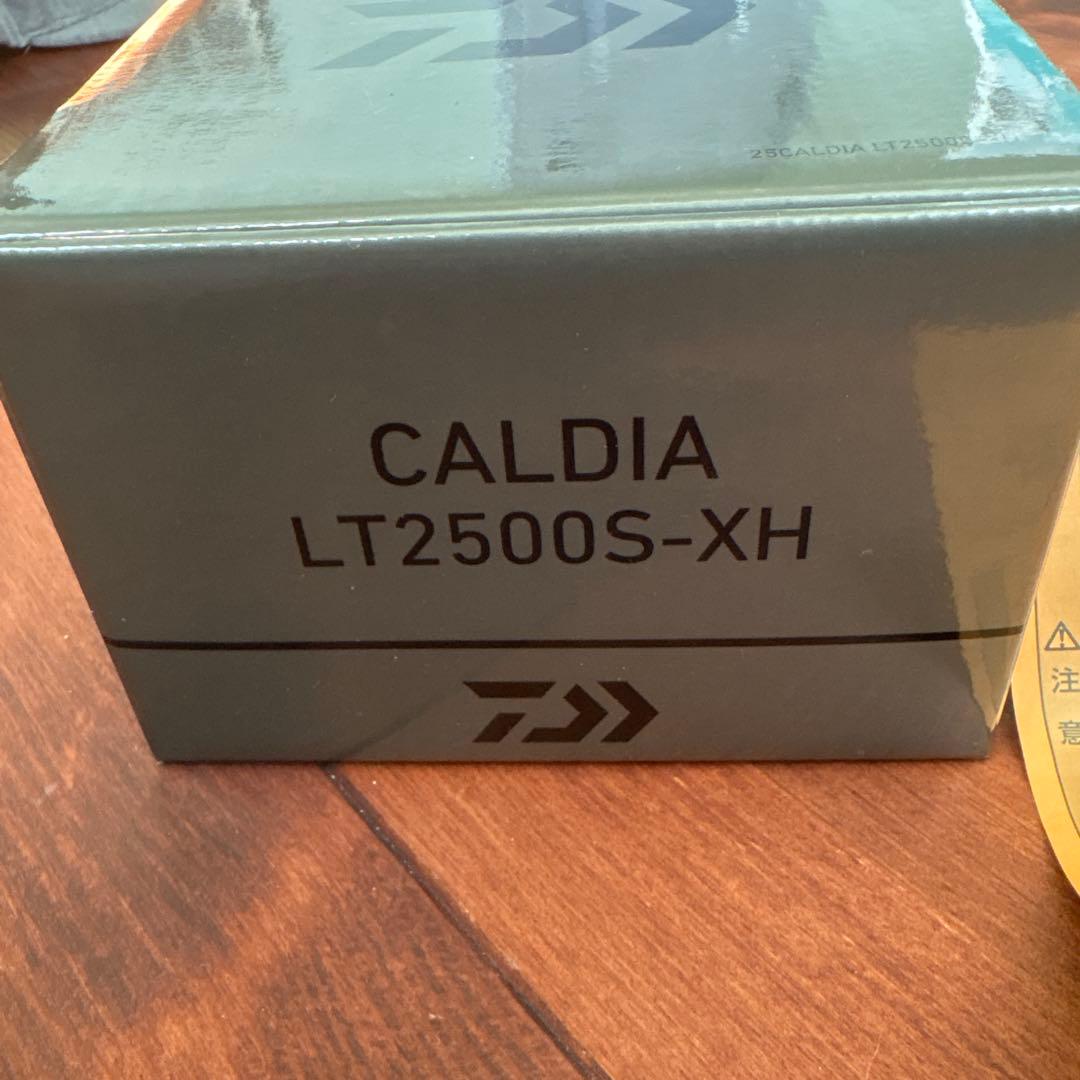 25CALDIA LT2500S
CALDIA
LT2500S-XH
注
意